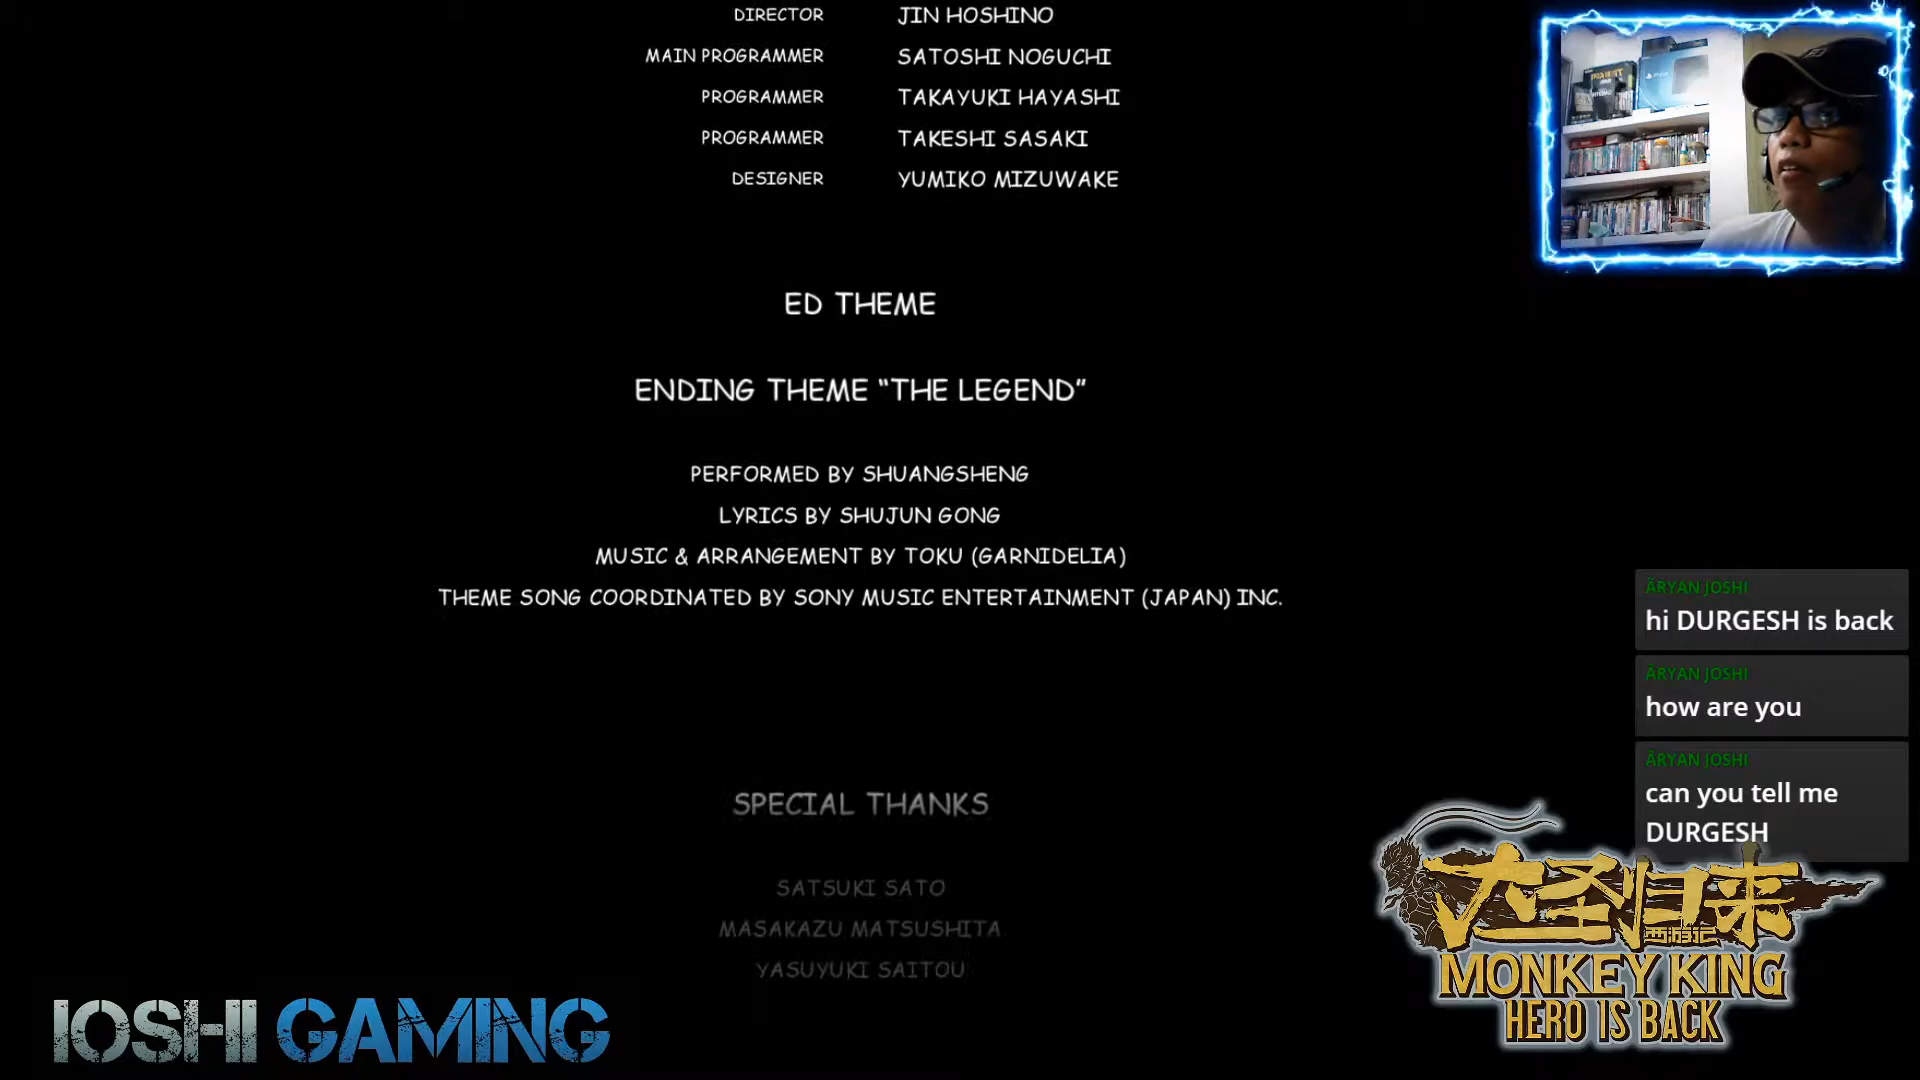 DIRECTOR JIN HOSHINO
MAIN PROGRAMMER SATOSHI NOGUCHI
PROGRAMMER TAKAYUKI HAYASHI
PROGRAMMER TAKESHI SASAKI
DESIGNER YUMIKO MIZUWAKE
ED THEME
ENDING THEME “THE LEGEND”
PERFORMED BY SHUANGSHENG
LYRICS BY SHUJUN GONG
MUSIC & ARRANGEMENT BY TOKU (GARNIDELIA)
THEME SONG COORDINATED BY SONY MUSIC ENTERTAINMENT (JAPAN) INC.
SPECIAL THANKS
SATSUKI SATO
MASAKAZU MATSUSHITA
YASUYUKI SAITOU
ÃRYAN JOSHI
hi DURGESH is back
ÃRYAN JOSHI
how are you
ÃRYAN JOSHI
can you tell me
DURGESH
大圣归来
西游记
MONKEY KING
HERO IS BACK
IOSHI GAMING